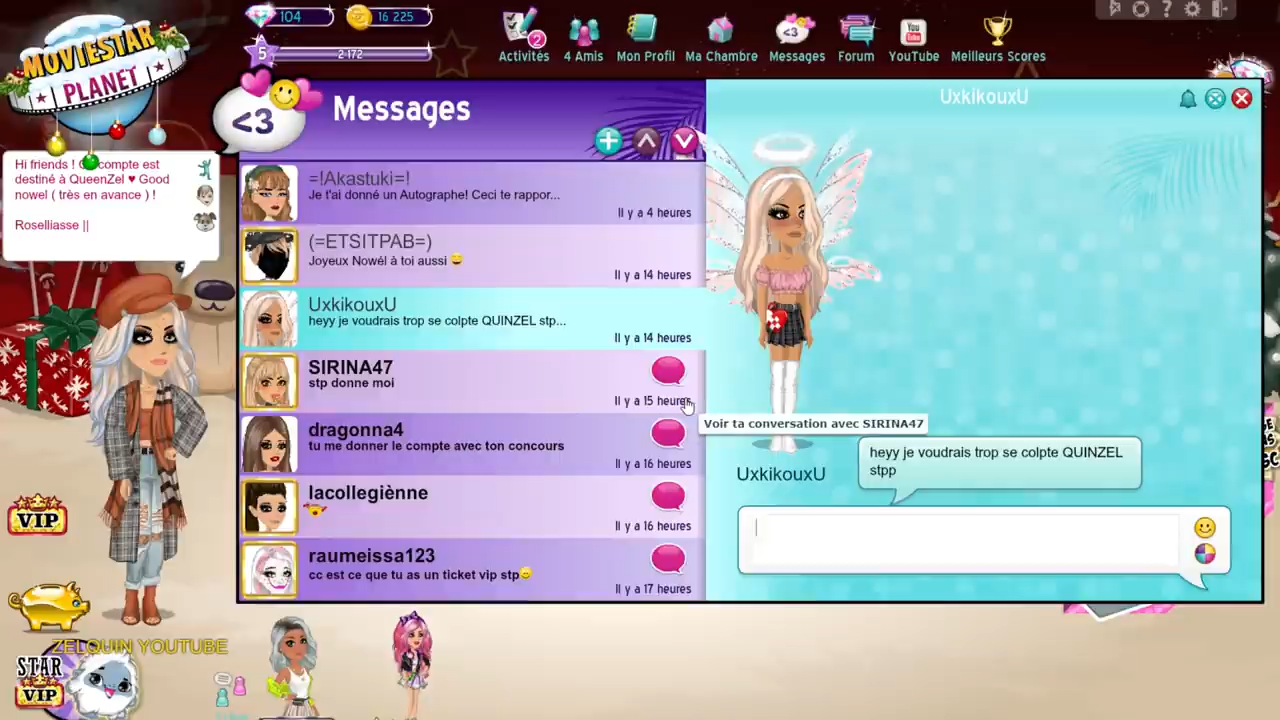 104
16 225
5
2 172
MOVIESTAR
PLANET
Activités
2
4 Amis
Mon Profil
Ma Chambre
<3
Messages
Forum
You
Tube
YouTube
Meilleurs Scores
Hi friends ! C compte est
destiné à QueenZel ♥ Good
nowel ( très en avance ) !
Roselliasse ||
<3
Messages
=!Akastuki=!
Je t'ai donné un Autographe! Ceci te rappor...
Il y a 4 heures
(=ETSITPAB=)
Joyeux Nowél à toi aussi 😄
Il y a 14 heures
UxkikouxU
heyy je voudrais trop se colpte QUINZEL stp...
Il y a 14 heures
SIRINA47
stp donne moi
Il y a 15 heures
dragonna4
tu me donner le compte avec ton concours
Il y a 16 heures
lacollegiènne
Il y a 16 heures
raumeissa123
cc est ce que tu as un ticket vip stp😊
Il y a 17 heures
UxkikouxU
Voir ta conversation avec SIRINA47
UxkikouxU
heyy je voudrais trop se colpte QUINZEL
stpp
VIP
ZELQUIN YOUTUBE
STAR
VIP